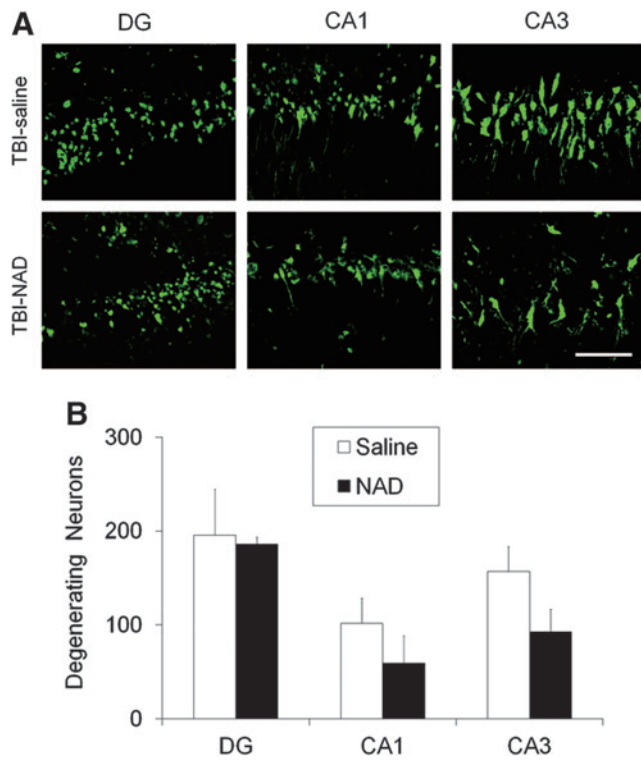 A
DG CA1 CA3
TBI-saline
TBI-NAD
B
Degenerating Neurons
300
200
100
0
Saline
NAD
DG CA1 CA3